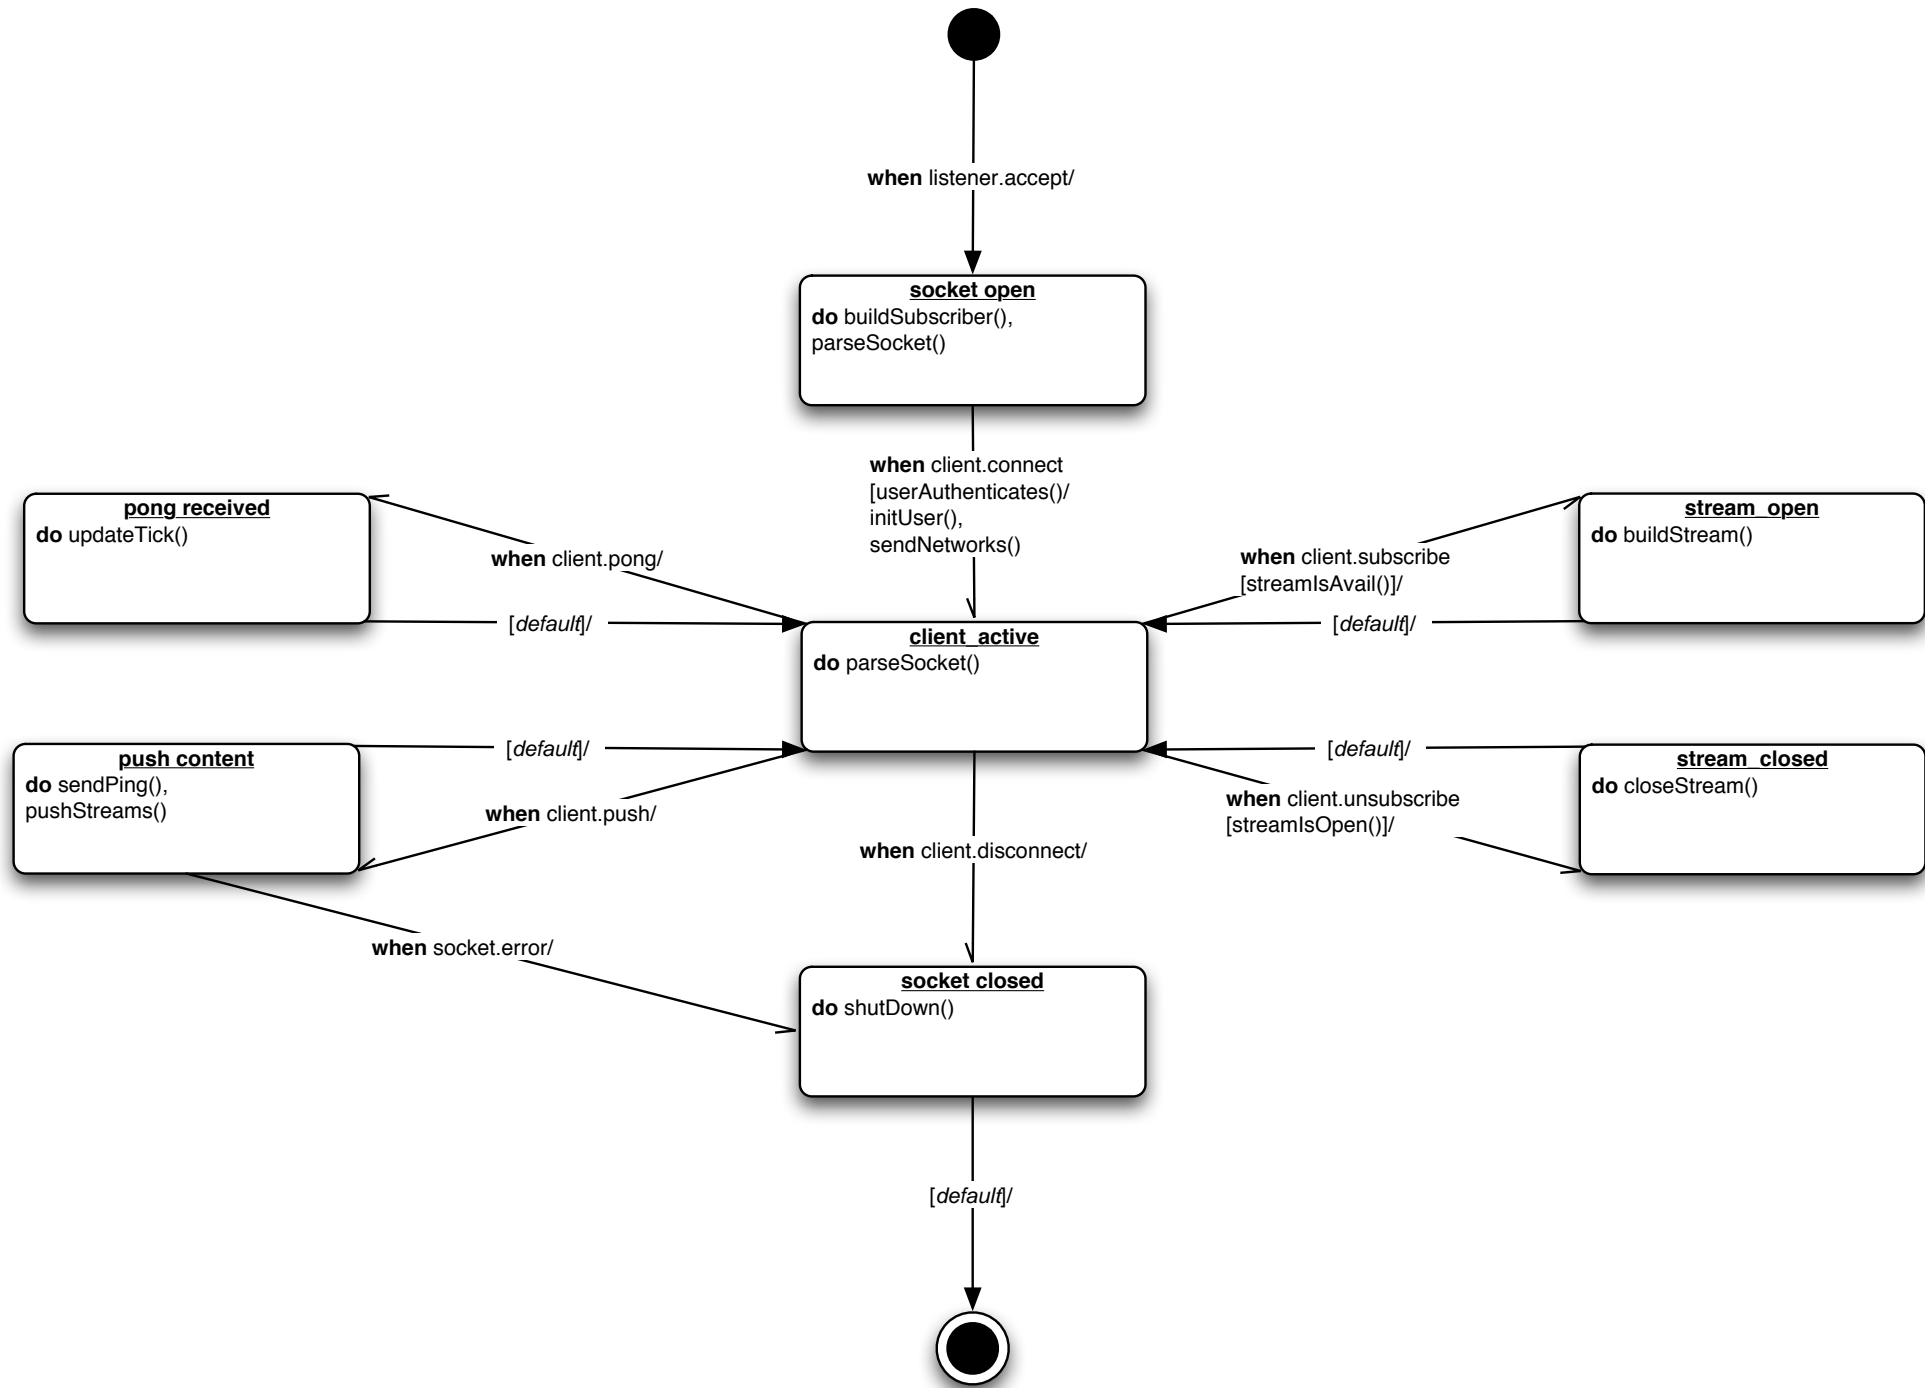 when listener.accept/
socket open
do buildSubscriber(),
parseSocket()
when client.connect
[userAuthenticates()/
initUser(),
sendNetworks()
pong received
do updateTick()
when client.pong/
[default]/
stream_open
do buildStream()
when client.subscribe
[streamIsAvail()]/
[default]/
client_active
do parseSocket()
push content
do sendPing(),
pushStreams()
[default]/
when client.push/
[default]/
stream_closed
do closeStream()
when client.unsubscribe
[streamIsOpen()]/
when client.disconnect/
when socket.error/
socket closed
do shutDown()
[default]/